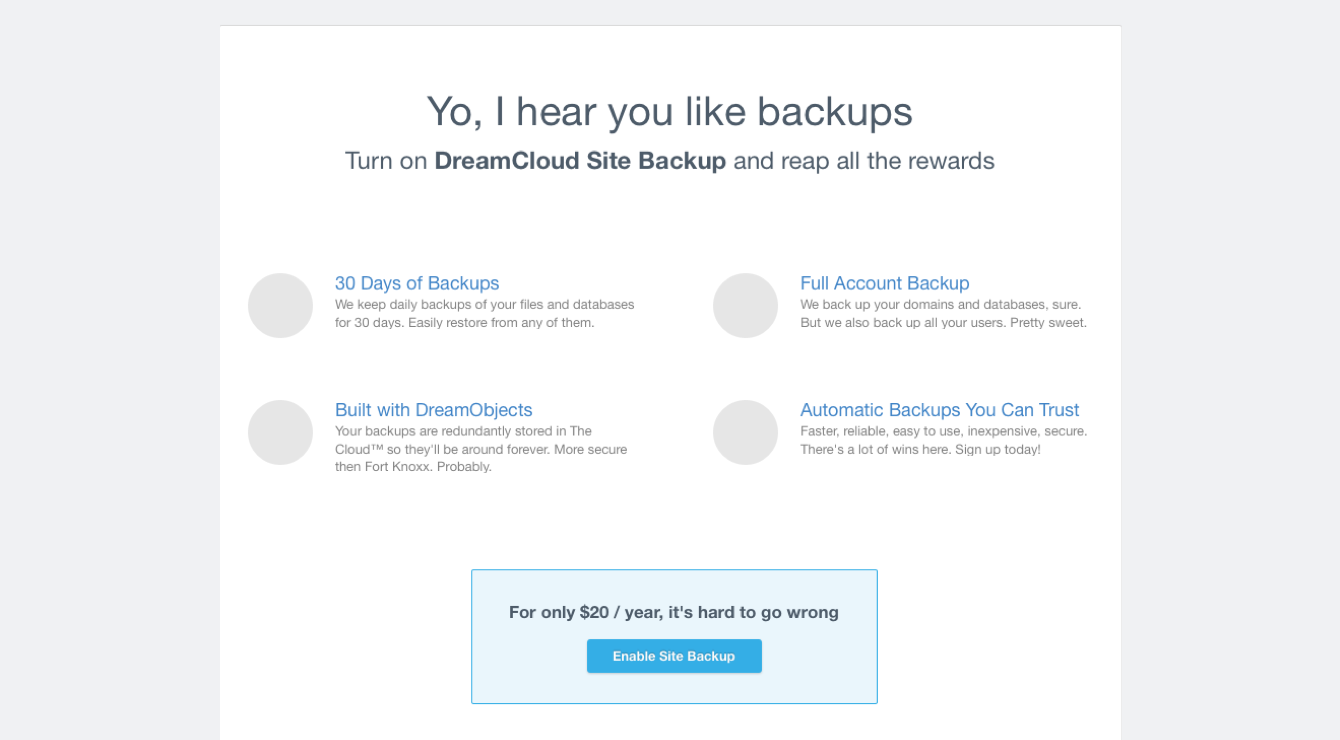 Yo, I hear you like backups
Turn on DreamCloud Site Backup and reap all the rewards
30 Days of Backups
We keep daily backups of your files and databases
for 30 days. Easily restore from any of them.
Full Account Backup
We back up your domains and databases, sure.
But we also back up all your users. Pretty sweet.
Built with DreamObjects
Your backups are redundantly stored in The
Cloud™ so they'll be around forever. More secure
then Fort Knoxx. Probably.
Automatic Backups You Can Trust
Faster, reliable, easy to use, inexpensive, secure.
There's a lot of wins here. Sign up today!
For only $20 / year, it's hard to go wrong
Enable Site Backup